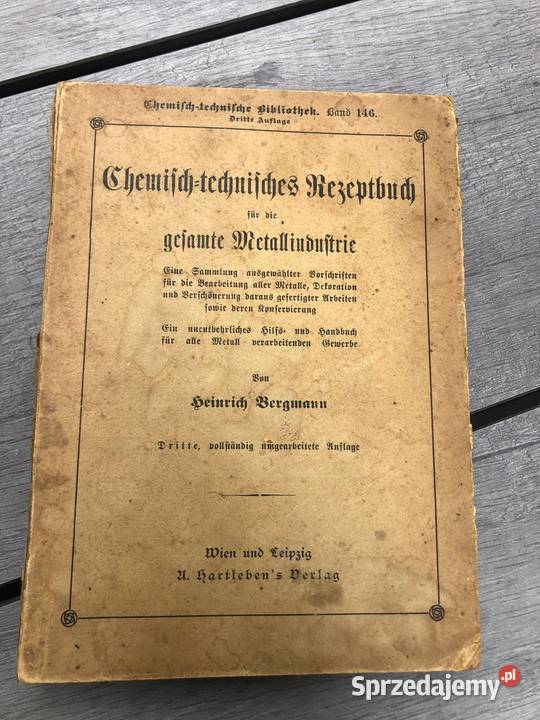 Chemisch-technische Bibliothek. Band 146.
Dritte Auflage
Chemisch-technisches Rezeptbuch
für die
gesamte Metallindustrie
Eine Sammlung ausgewählter Vorschriften
für die Bearbeitung aller Metalle, Dekoration
und Verschönerung daraus gefertigter Arbeiten
sowie deren Konservierung
Ein unentbehrliches Hilfs- und Handbuch
für alle Metall verarbeitenden Gewerbe
Von
Heinrich Bergmann
Dritte, vollständig umgearbeitete Auflage
Wien und Leipzig
A. Hartleben's Verlag
Sprzedajemy.pl